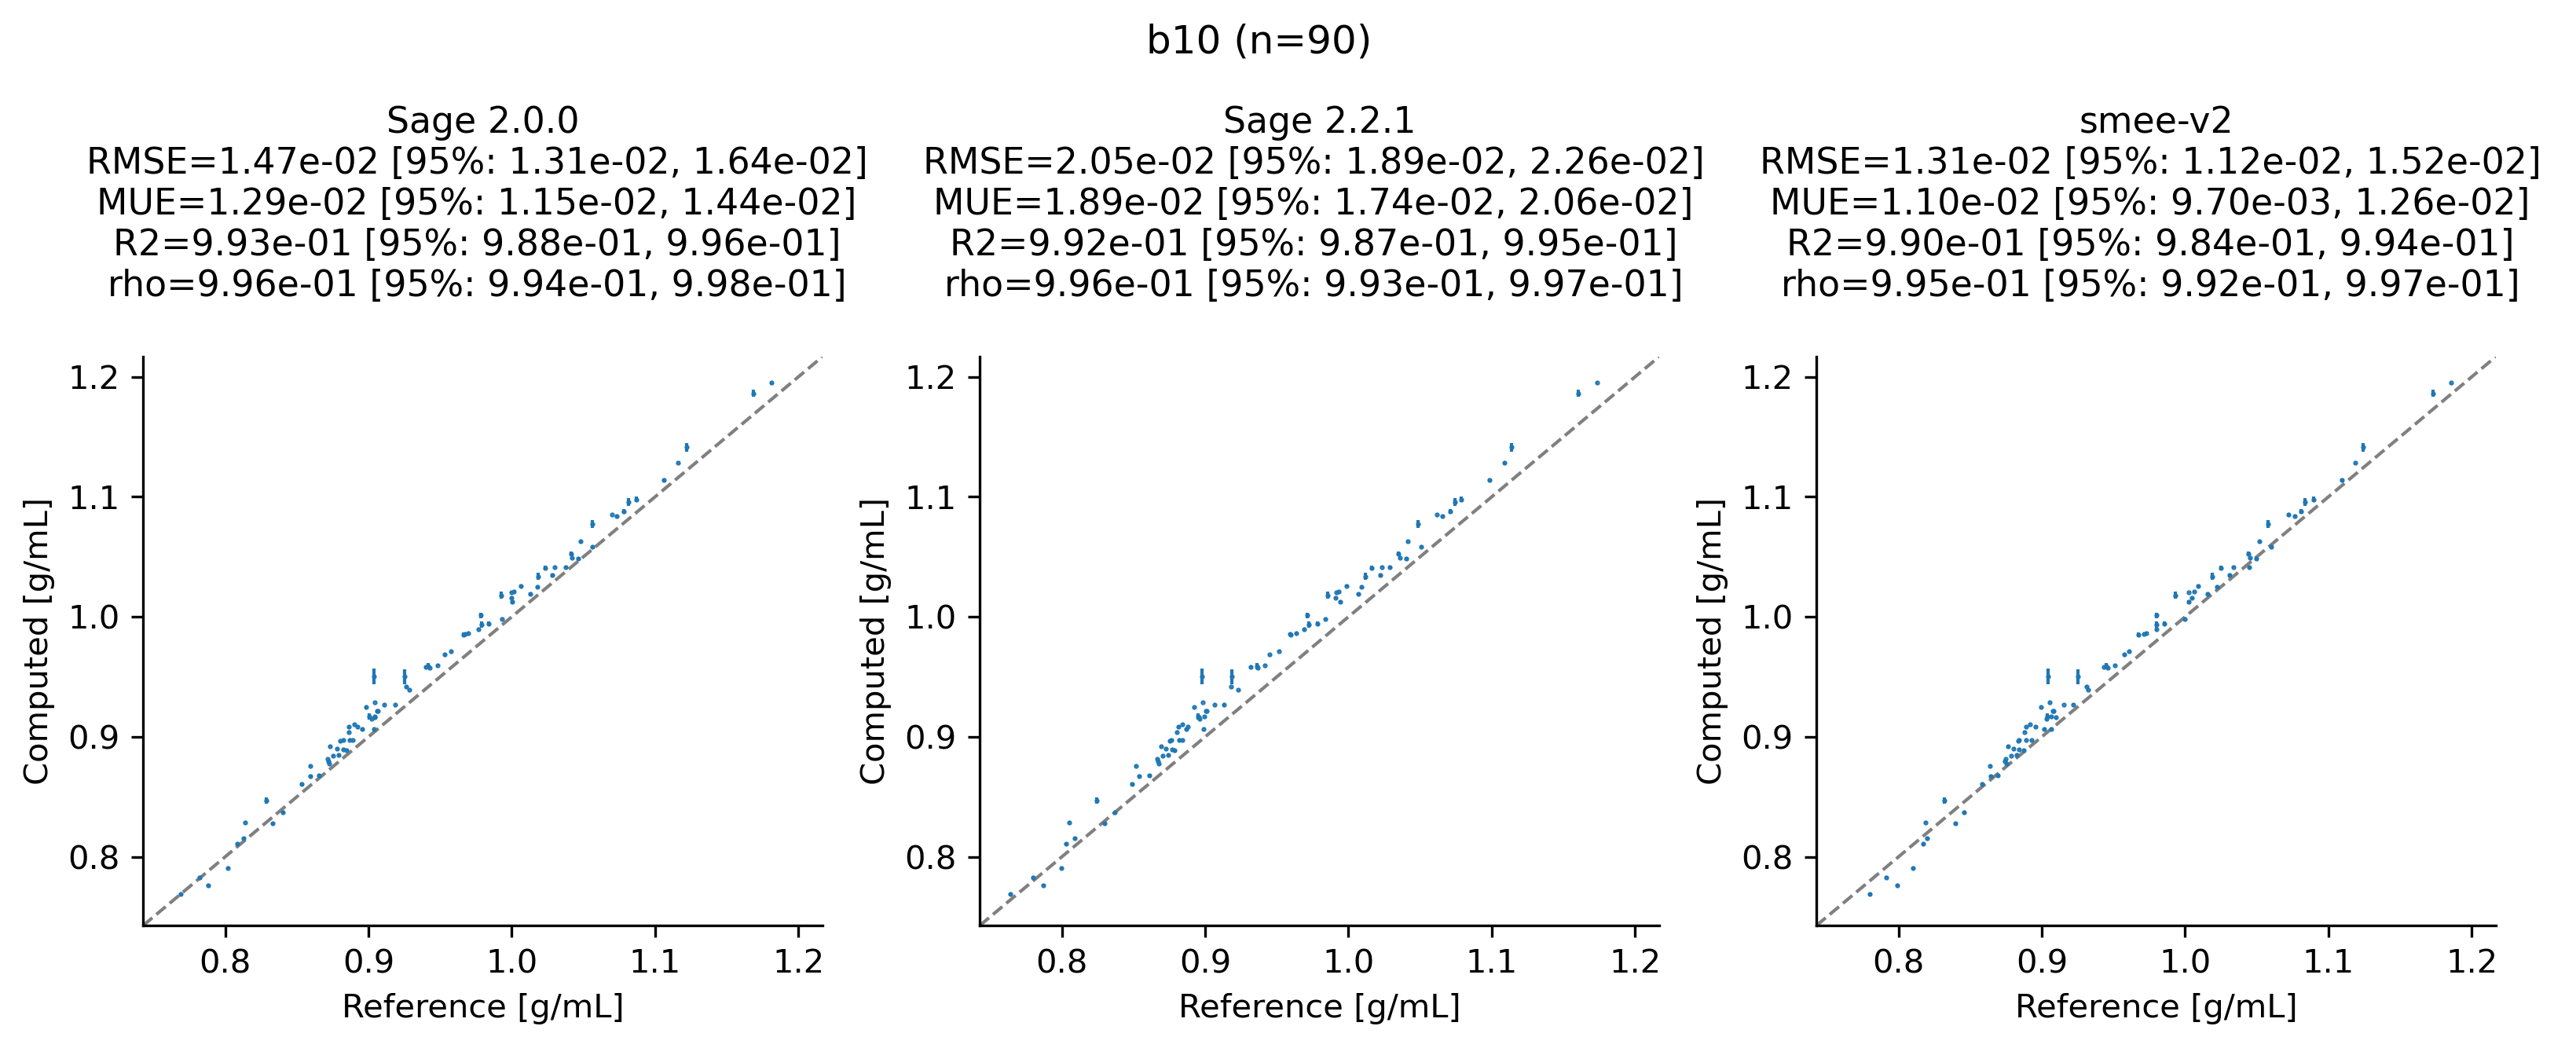 b10 (n=90)
Sage 2.0.0
RMSE=1.47e-02 [95%: 1.31e-02, 1.64e-02]
MUE=1.29e-02 [95%: 1.15e-02, 1.44e-02]
R2=9.93e-01 [95%: 9.88e-01, 9.96e-01]
rho=9.96e-01 [95%: 9.94e-01, 9.98e-01]
1.2
1.1
1.0
0.9
0.8
Computed [g/mL]
0.8 0.9 1.0 1.1 1.2
Reference [g/mL]
Sage 2.2.1
RMSE=2.05e-02 [95%: 1.89e-02, 2.26e-02]
MUE=1.89e-02 [95%: 1.74e-02, 2.06e-02]
R2=9.92e-01 [95%: 9.87e-01, 9.95e-01]
rho=9.96e-01 [95%: 9.93e-01, 9.97e-01]
1.2
1.1
1.0
0.9
0.8
Computed [g/mL]
0.8 0.9 1.0 1.1 1.2
Reference [g/mL]
smee-v2
RMSE=1.31e-02 [95%: 1.12e-02, 1.52e-02]
MUE=1.10e-02 [95%: 9.70e-03, 1.26e-02]
R2=9.90e-01 [95%: 9.84e-01, 9.94e-01]
rho=9.95e-01 [95%: 9.92e-01, 9.97e-01]
1.2
1.1
1.0
0.9
0.8
Computed [g/mL]
0.8 0.9 1.0 1.1 1.2
Reference [g/mL]